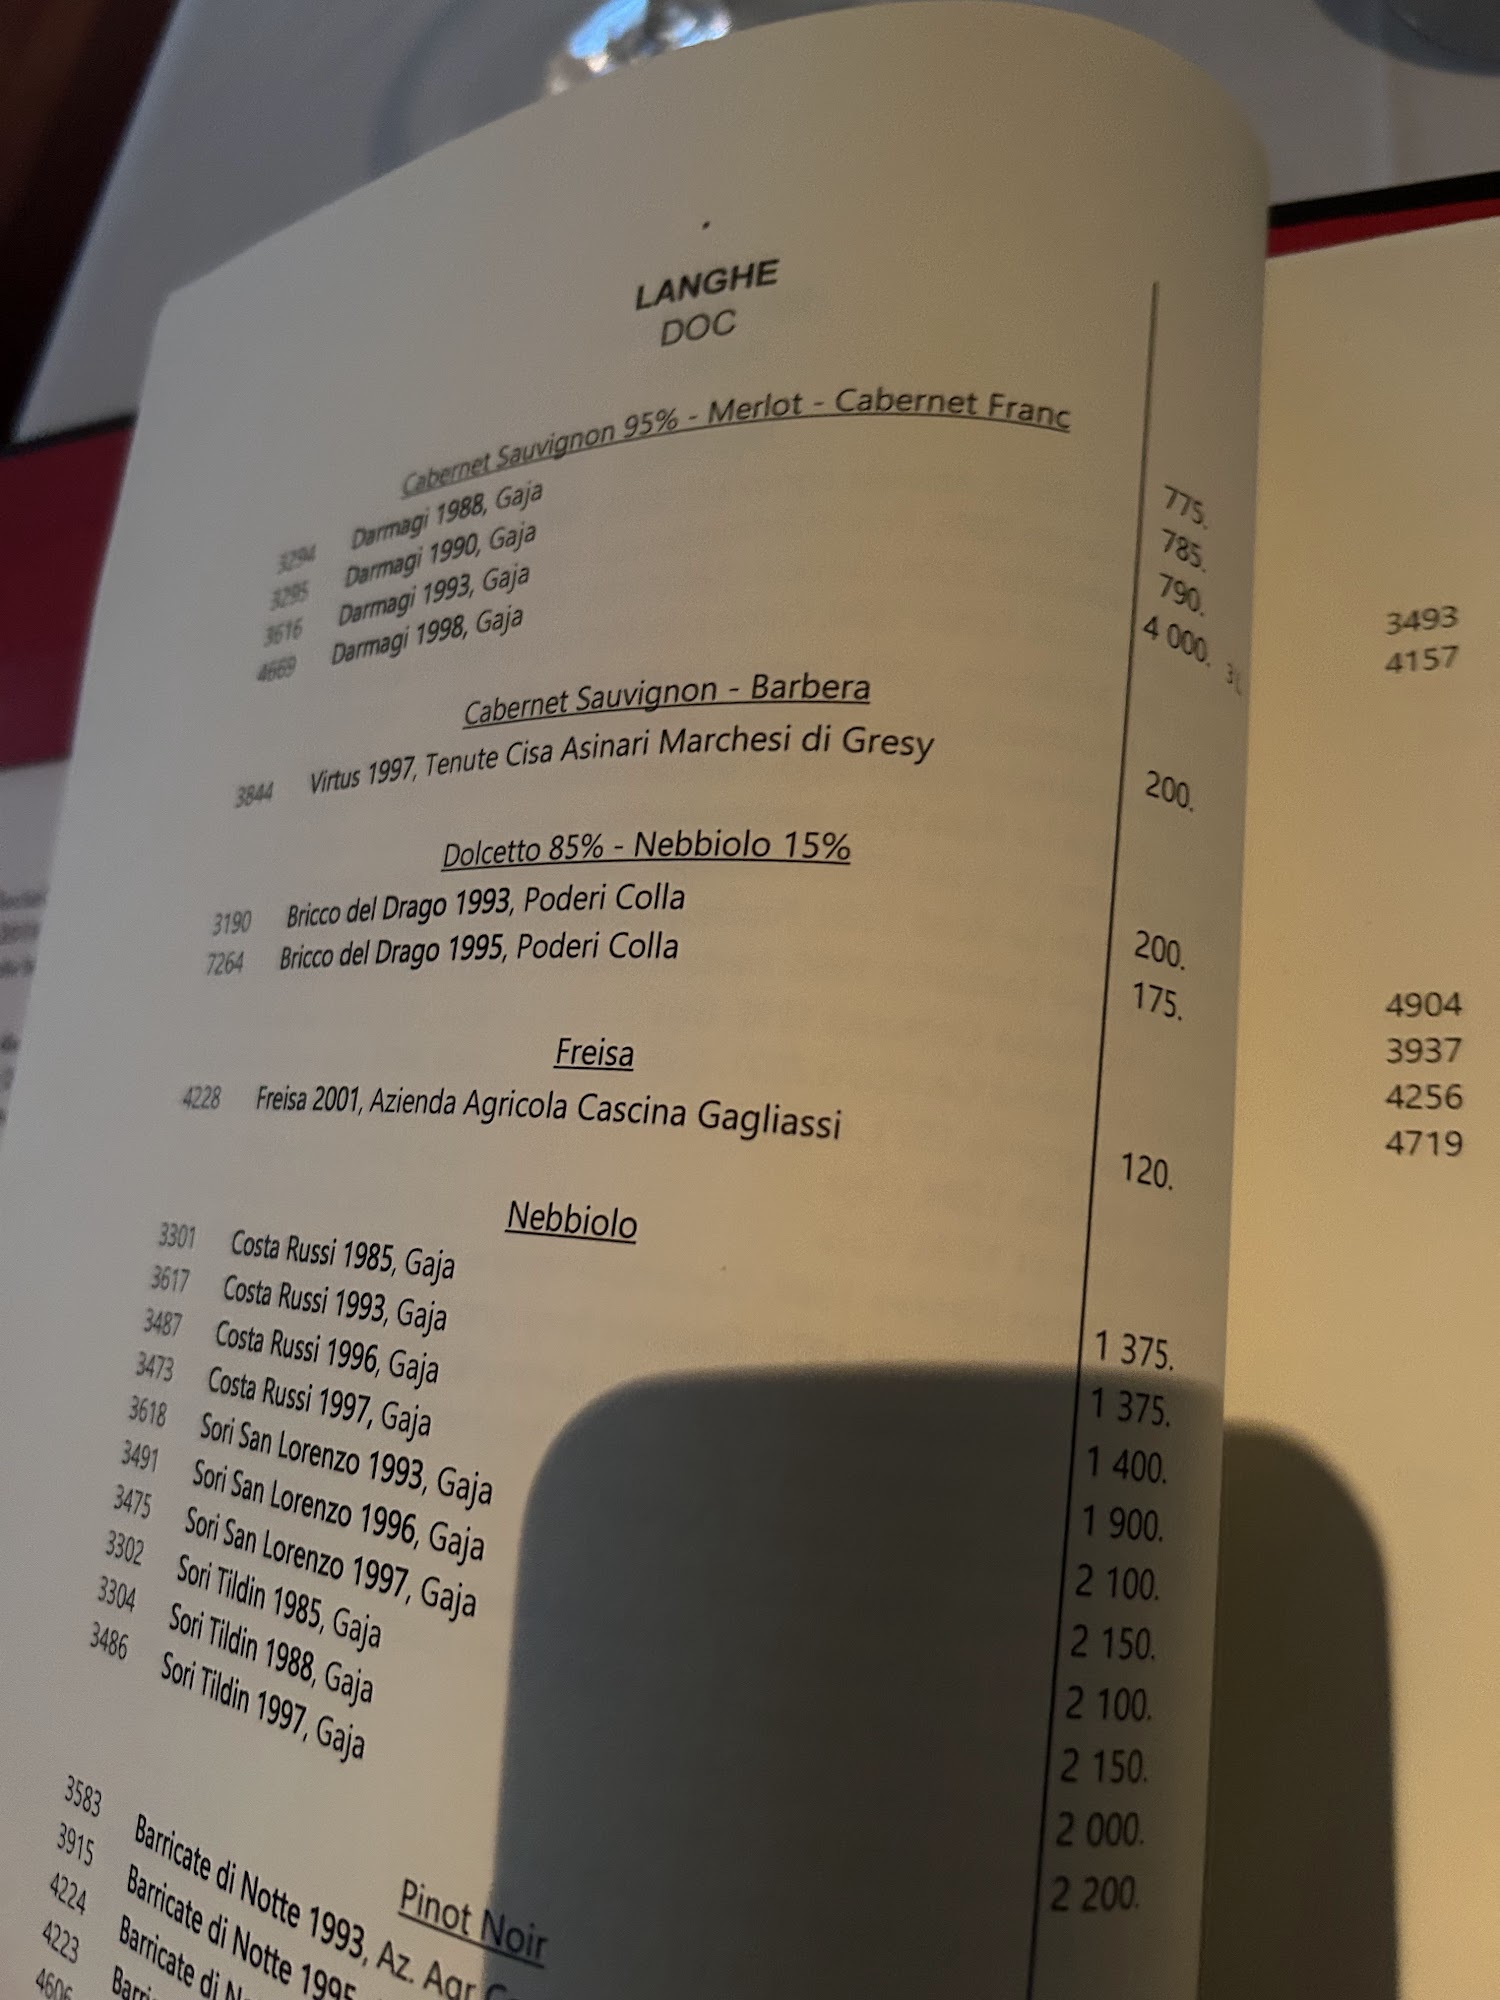 LANGHE
DOC
Cabernet Sauvignon 95% - Merlot - Cabernet Franc
3294 Darmagi 1988, Gaja 775.
3295 Darmagi 1990, Gaja 785.
3616 Darmagi 1993, Gaja 790.
4669 Darmagi 1998, Gaja 4 000. 3L
Cabernet Sauvignon - Barbera
3844 Virtus 1997, Tenute Cisa Asinari Marchesi di Gresy 200.
Dolcetto 85% - Nebbiolo 15%
3190 Bricco del Drago 1993, Poderi Colla 200.
7264 Bricco del Drago 1995, Poderi Colla 175.
Freisa
4228 Freisa 2001, Azienda Agricola Cascina Gagliassi 120.
Nebbiolo
3301 Costa Russi 1985, Gaja 1 375.
3617 Costa Russi 1993, Gaja 1 375.
3487 Costa Russi 1996, Gaja 1 400.
3473 Costa Russi 1997, Gaja 1 900.
3618 Sori San Lorenzo 1993, Gaja 2 100.
3491 Sori San Lorenzo 1996, Gaja 2 150.
3475 Sori San Lorenzo 1997, Gaja 2 100.
3302 Sori Tildin 1985, Gaja 2 150.
3304 Sori Tildin 1988, Gaja 2 000.
3486 Sori Tildin 1997, Gaja 2 200.
Pinot Noir
3583 Barricate di Notte 1993, Az. Agr
3915 Barricate di Notte 1995,
4224 Barricate di
4223
4606
3493
4157
4904
3937
4256
4719